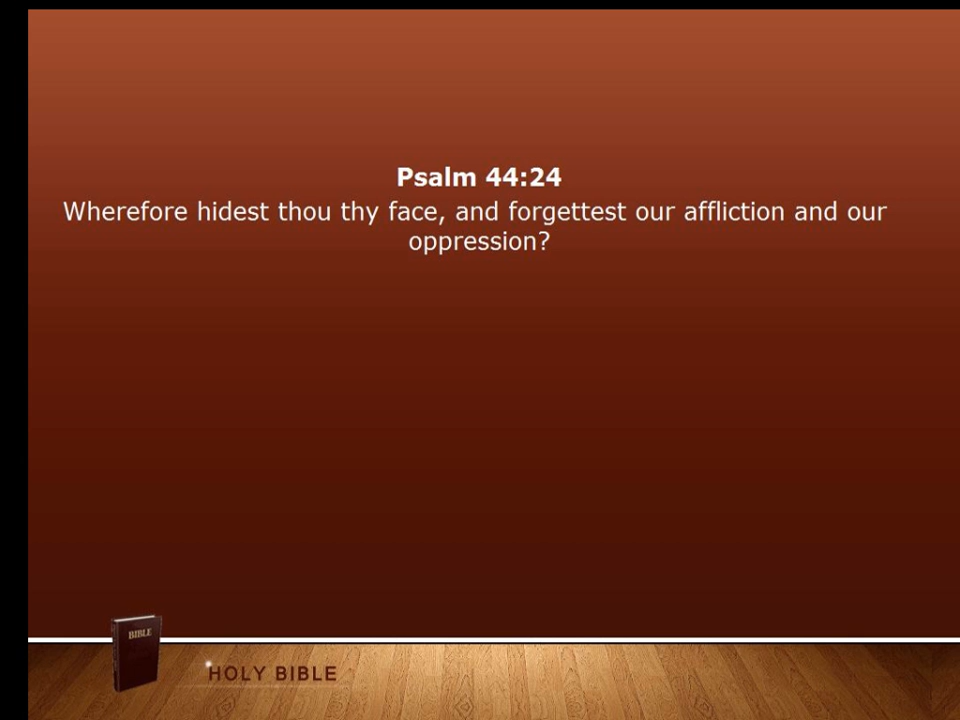 Psalm 44:24
Wherefore hidest thou thy face, and forgettest our affliction and our
oppression?
BIBLE
HOLY BIBLE